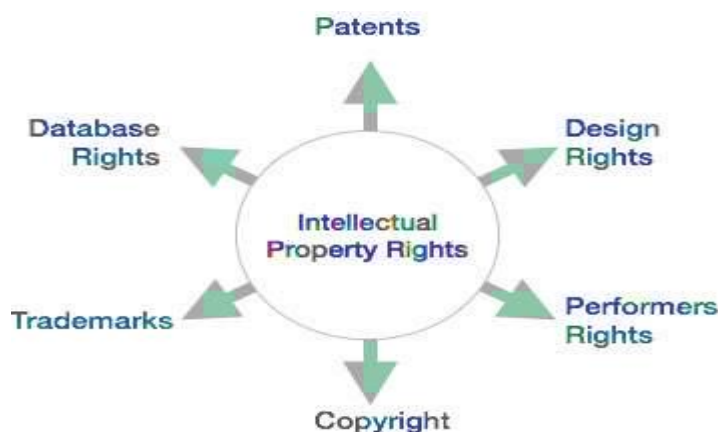 Patents
Database
Rights
Design
Rights
Intellectual
Property Rights
Trademarks
Performers
Rights
Copyright